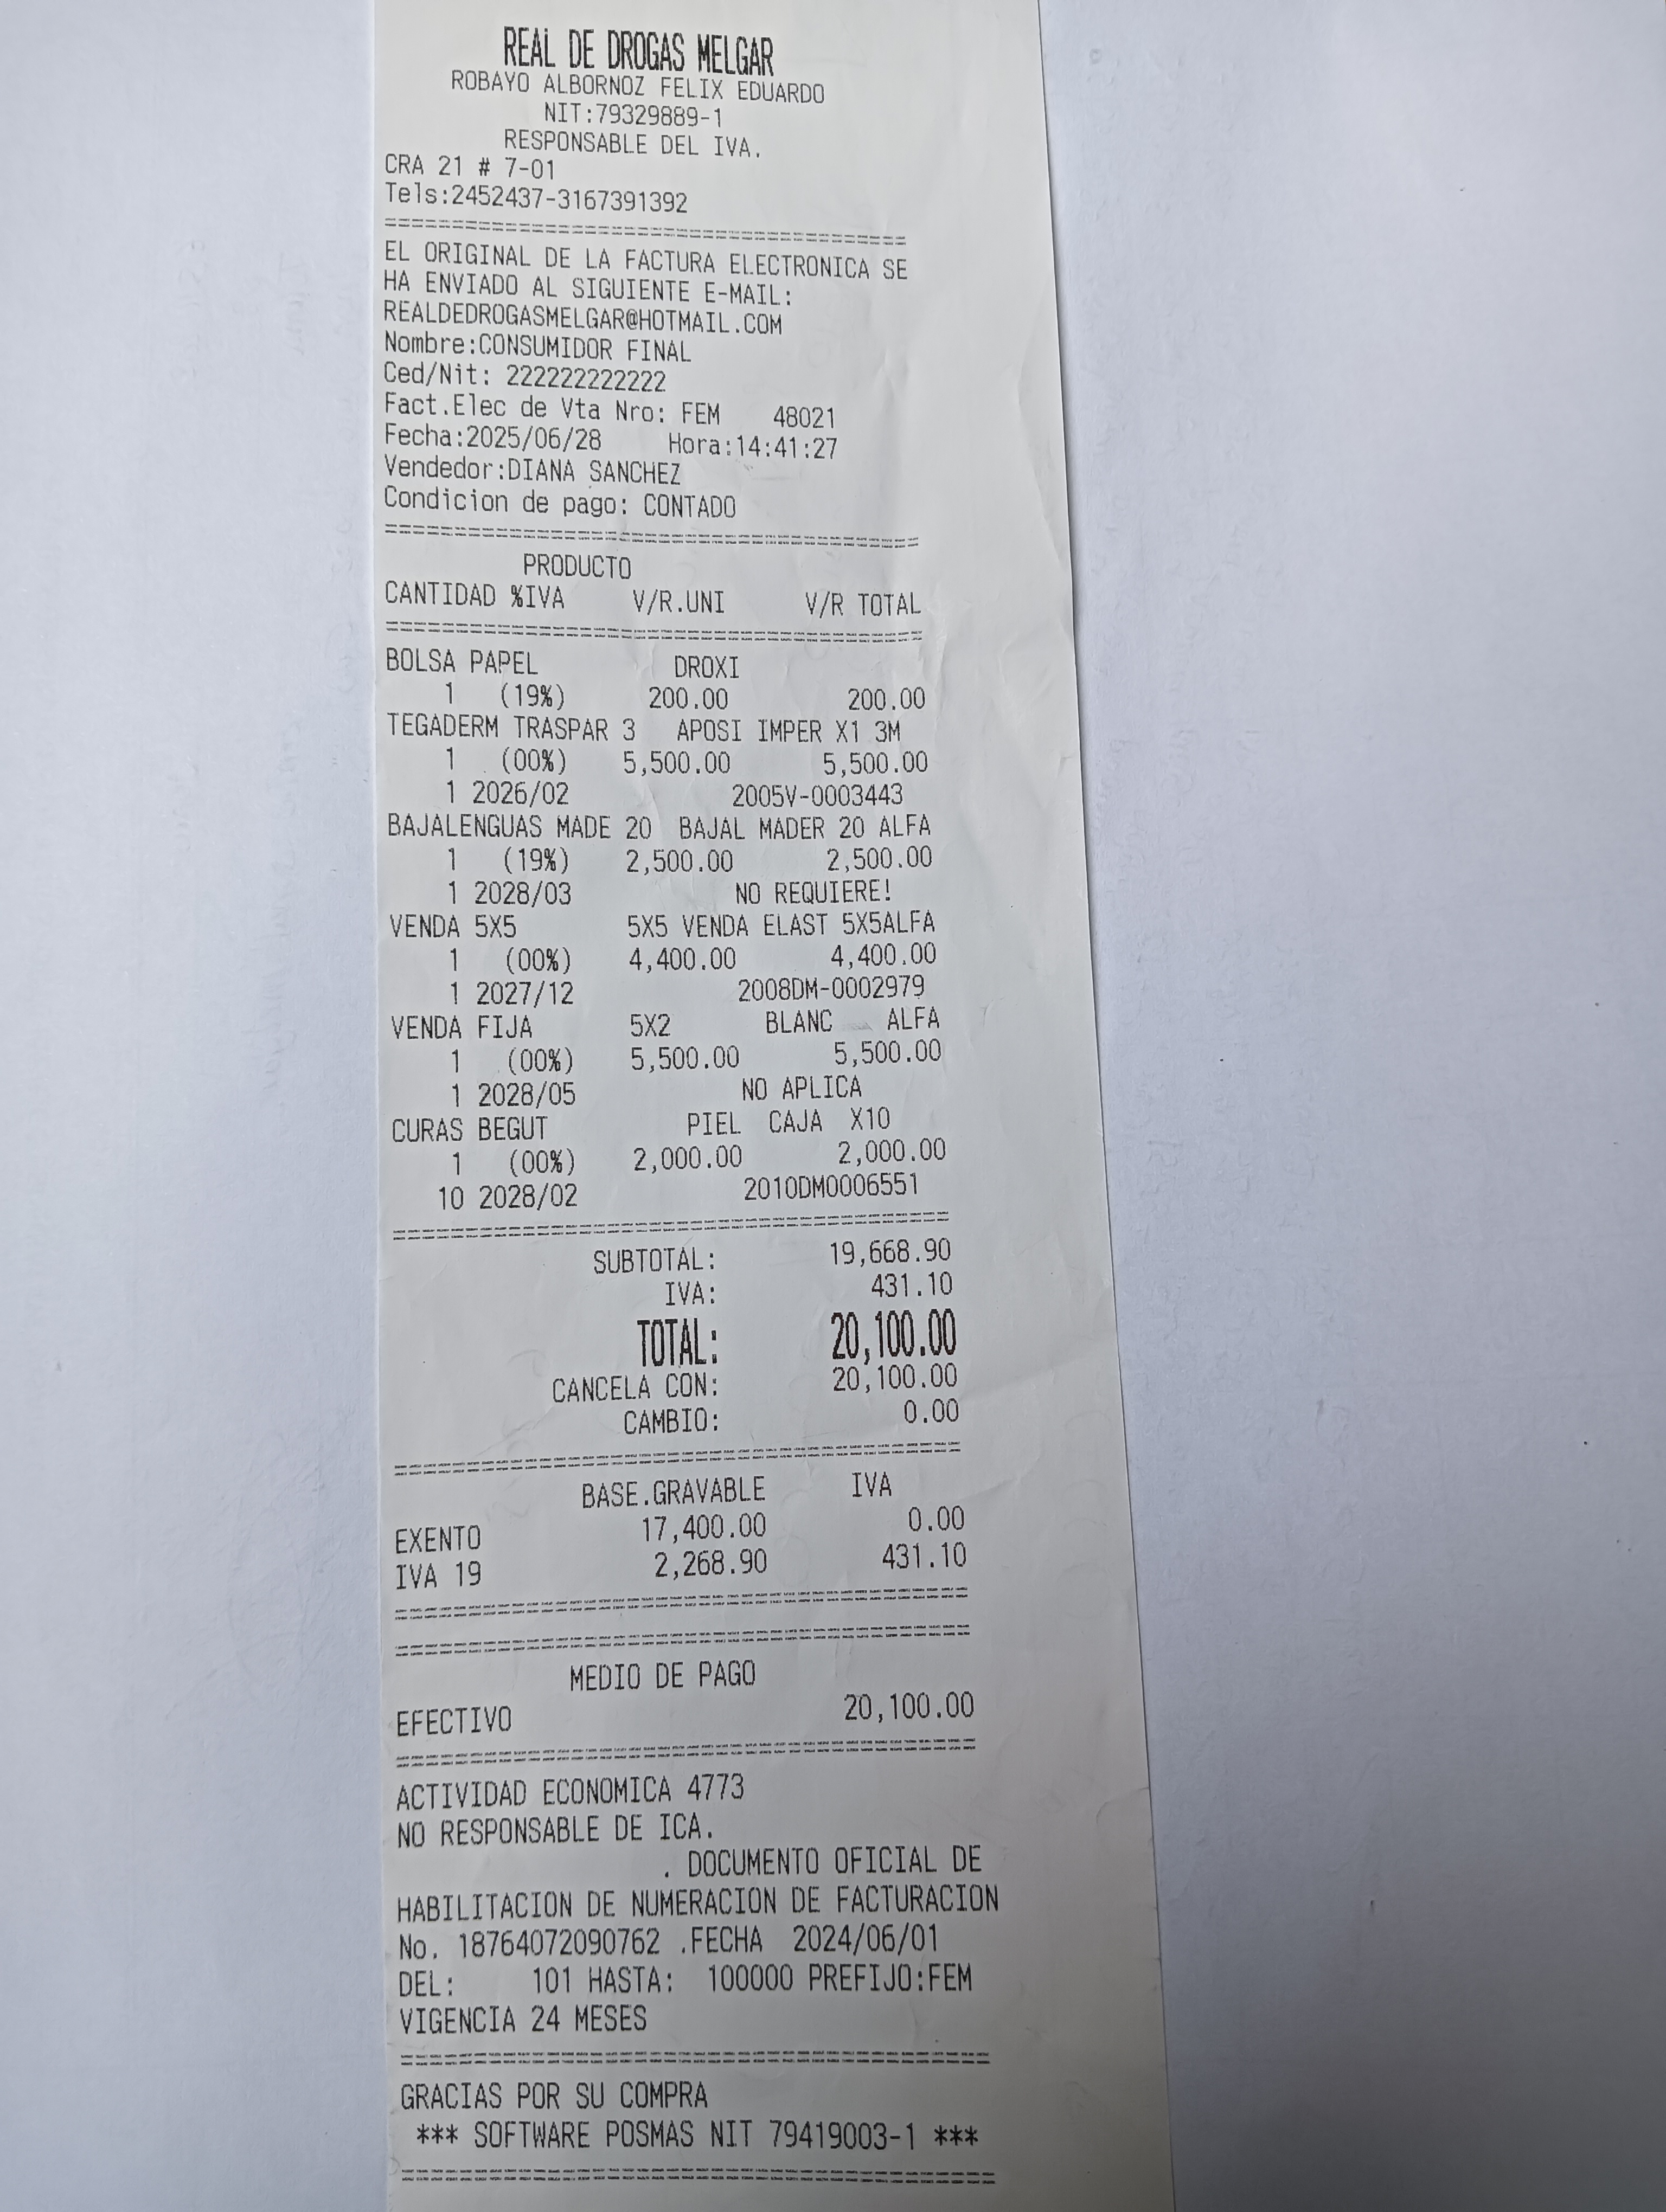 REAL DE DROGAS MELGAR
ROBAYO ALBORNOZ FELIX EDUARDO
NIT:79329889-1
RESPONSABLE DEL IVA.
CRA 21 # 7-01
Tels:2452437-3167391392
EL ORIGINAL DE LA FACTURA ELECTRONICA SE
HA ENVIADO AL SIGUIENTE E-MAIL:
REALDEDROGASMELGAR@HOTMAIL.COM
Nombre:CONSUMIDOR FINAL
Ced/Nit: 222222222222
Fact.Elec de Vta Nro: FEM 48021
Fecha:2025/06/28 Hora:14:41:27
Vendedor:DIANA SANCHEZ
Condicion de pago: CONTADO
PRODUCTO
CANTIDAD %IVA V/R.UNI V/R TOTAL
BOLSA PAPEL DROXI
1 (19%) 200.00 200.00
TEGADERM TRASPAR 3 APOSI IMPER X1 3M
1 (00%) 5,500.00 5,500.00
1 2026/02 2005V-0003443
BAJALENGUAS MADE 20 BAJAL MADER 20 ALFA
1 (19%) 2,500.00 2,500.00
1 2028/03 NO REQUIERE!
VENDA 5X5 5X5 VENDA ELAST 5X5ALFA
1 (00%) 4,400.00 4,400.00
1 2027/12 2008DM-0002979
VENDA FIJA 5X2 BLANC ALFA
1 (00%) 5,500.00 5,500.00
1 2028/05 NO APLICA
CURAS BEGUT PIEL CAJA X10
1 (00%) 2,000.00 2,000.00
10 2028/02 2010DM0006551
SUBTOTAL: 19,668.90
IVA: 431.10
TOTAL: 20,100.00
CANCELA CON: 20,100.00
CAMBIO: 0.00
BASE.GRAVABLE IVA
EXENTO 17,400.00 0.00
IVA 19 2,268.90 431.10
MEDIO DE PAGO
EFECTIVO 20,100.00
ACTIVIDAD ECONOMICA 4773
NO RESPONSABLE DE ICA.
. DOCUMENTO OFICIAL DE
HABILITACION DE NUMERACION DE FACTURACION
No. 18764072090762 .FECHA 2024/06/01
DEL: 101 HASTA: 100000 PREFIJO:FEM
VIGENCIA 24 MESES
GRACIAS POR SU COMPRA
*** SOFTWARE POSMAS NIT 79419003-1 ***